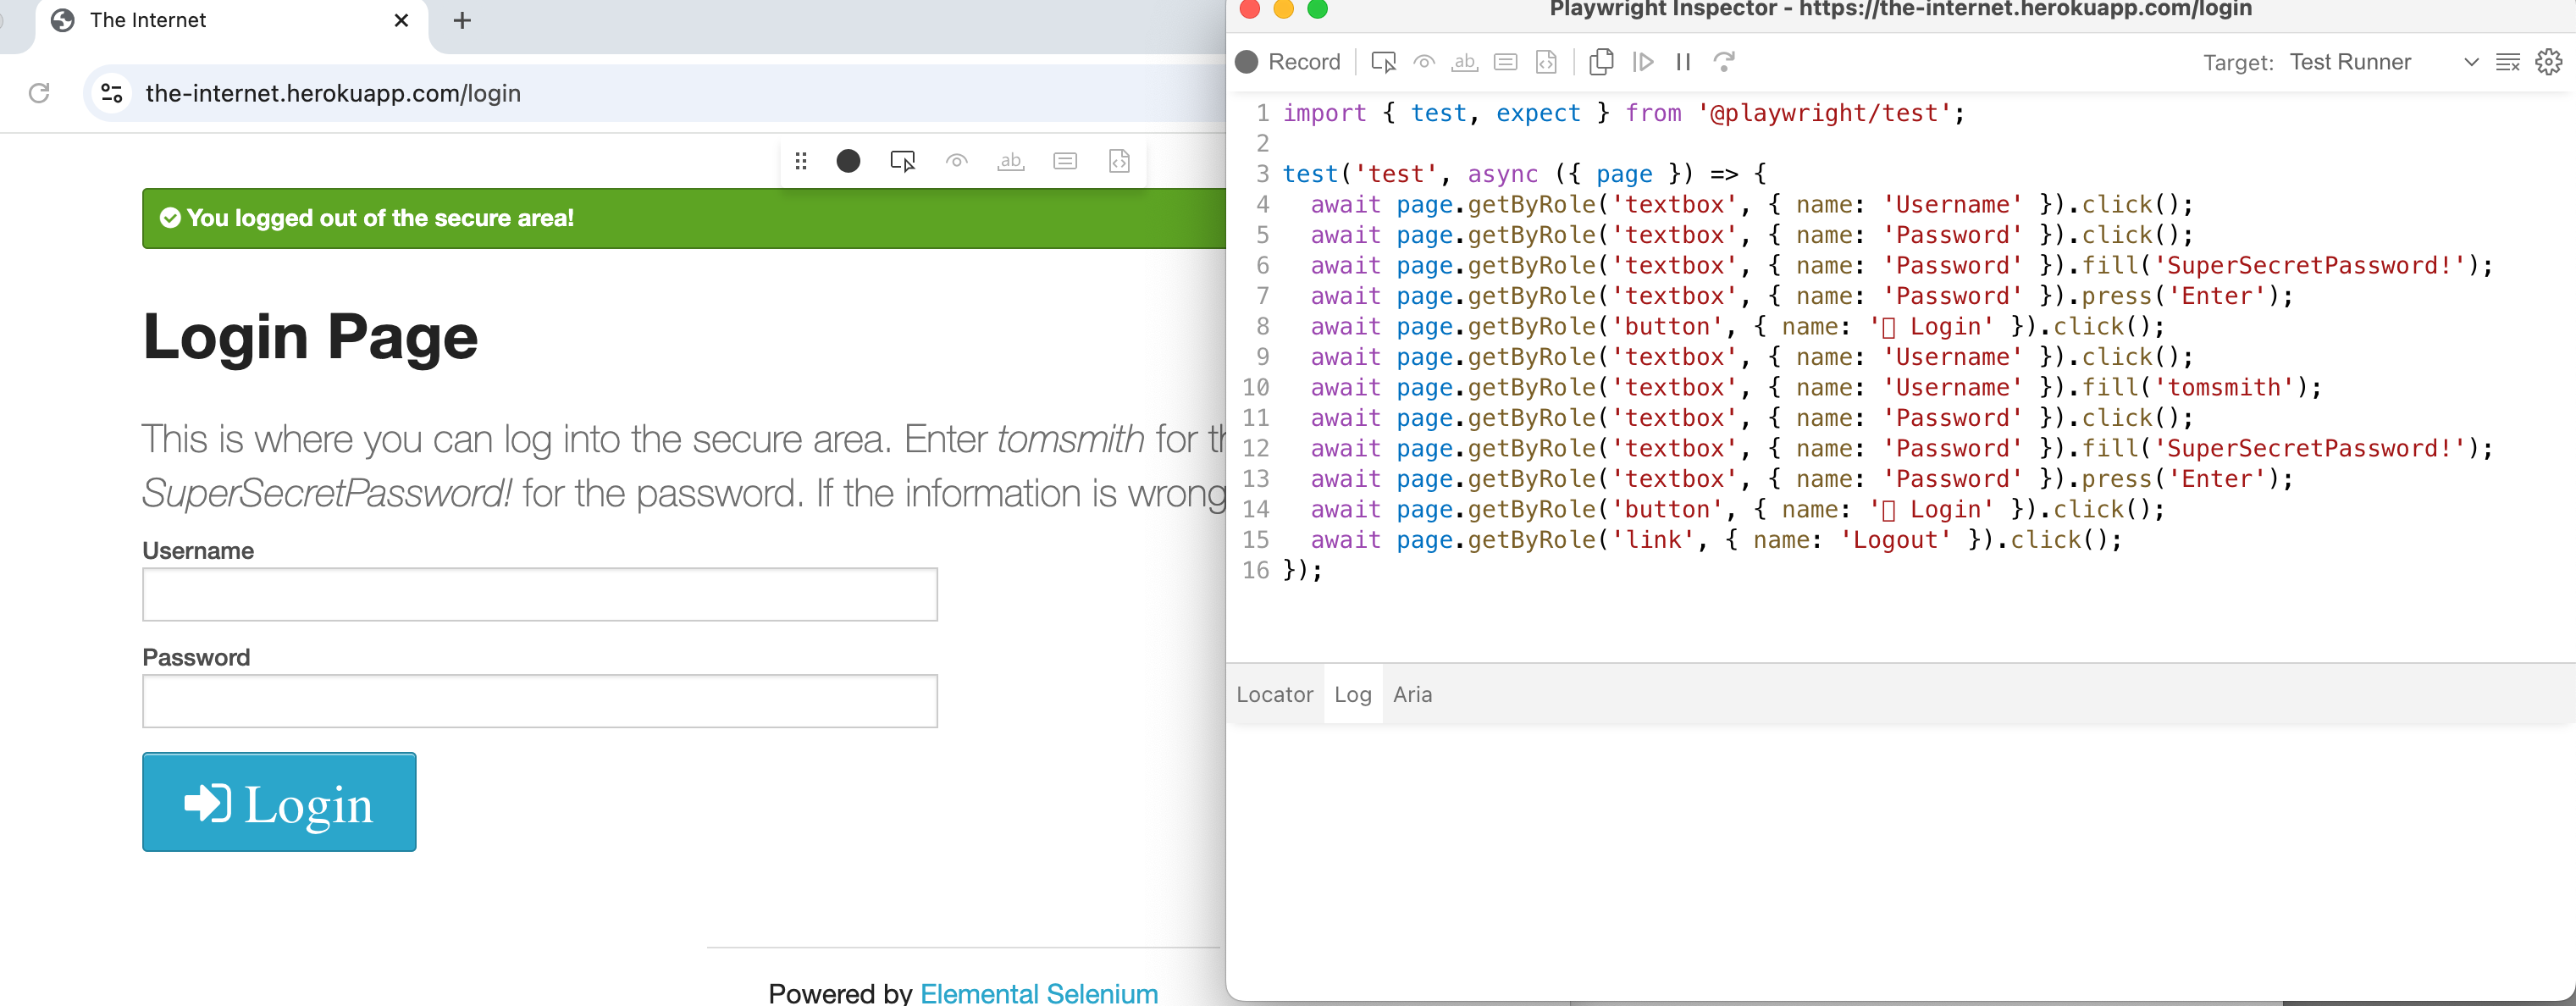 The Internet
the-internet.herokuapp.com/login
You logged out of the secure area!
Login Page
This is where you can log into the secure area. Enter tomsmith for
SuperSecretPassword! for the password. If the information is wrong
Username
Password
Login
Powered by Elemental Selenium
Playwright Inspector - https://the-internet.herokuapp.com/login
Record
Target: Test Runner
1 import { test, expect } from '@playwright/test';
2
3 test('test', async ({ page }) => {
4 await page.getByRole('textbox', { name: 'Username' }).click();
5 await page.getByRole('textbox', { name: 'Password' }).click();
6 await page.getByRole('textbox', { name: 'Password' }).fill('SuperSecretPassword!');
7 await page.getByRole('textbox', { name: 'Password' }).press('Enter');
8 await page.getByRole('button', { name: ' Login' }).click();
9 await page.getByRole('textbox', { name: 'Username' }).click();
10 await page.getByRole('textbox', { name: 'Username' }).fill('tomsmith');
11 await page.getByRole('textbox', { name: 'Password' }).click();
12 await page.getByRole('textbox', { name: 'Password' }).fill('SuperSecretPassword!');
13 await page.getByRole('textbox', { name: 'Password' }).press('Enter');
14 await page.getByRole('button', { name: ' Login' }).click();
15 await page.getByRole('link', { name: 'Logout' }).click();
16 });
Locator Log Aria